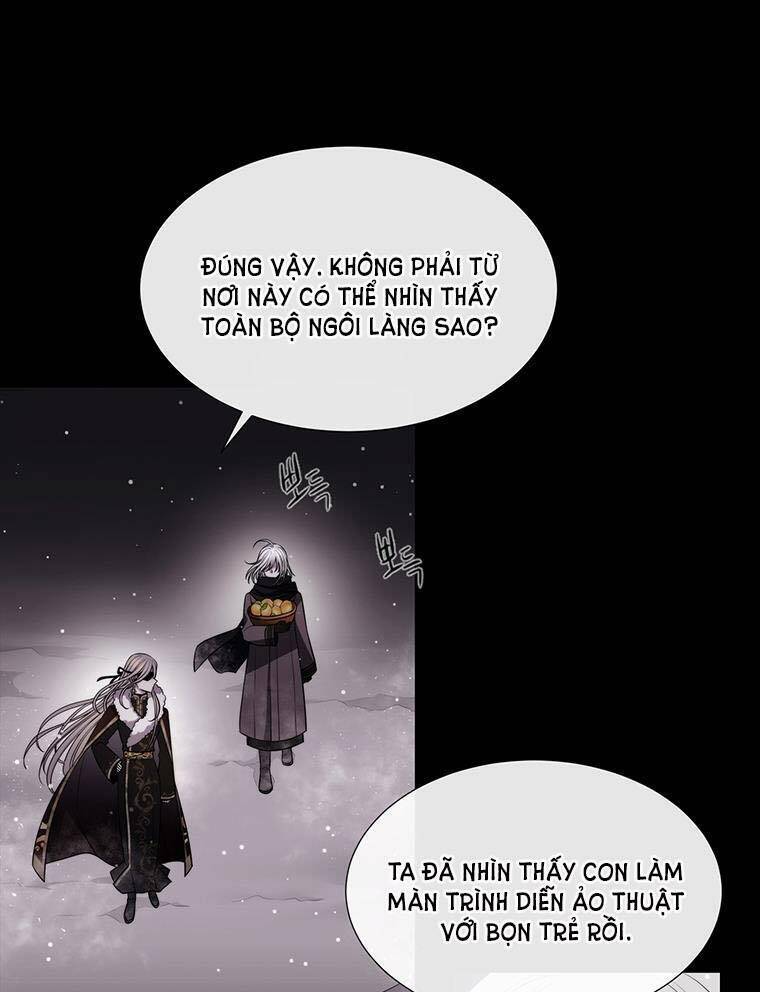 ĐÚNG VẬY. KHÔNG PHẢI TỪ
NƠI NÀY CÓ THỂ NHÌN THẤY
TOÀN BỘ NGÔI LÀNG SAO?
뽀득
뽀득
TA ĐÃ NHÌN THẤY CON LÀM
MÀN TRÌNH DIỄN ẢO THUẬT
VỚI BỌN TRẺ RỒI.